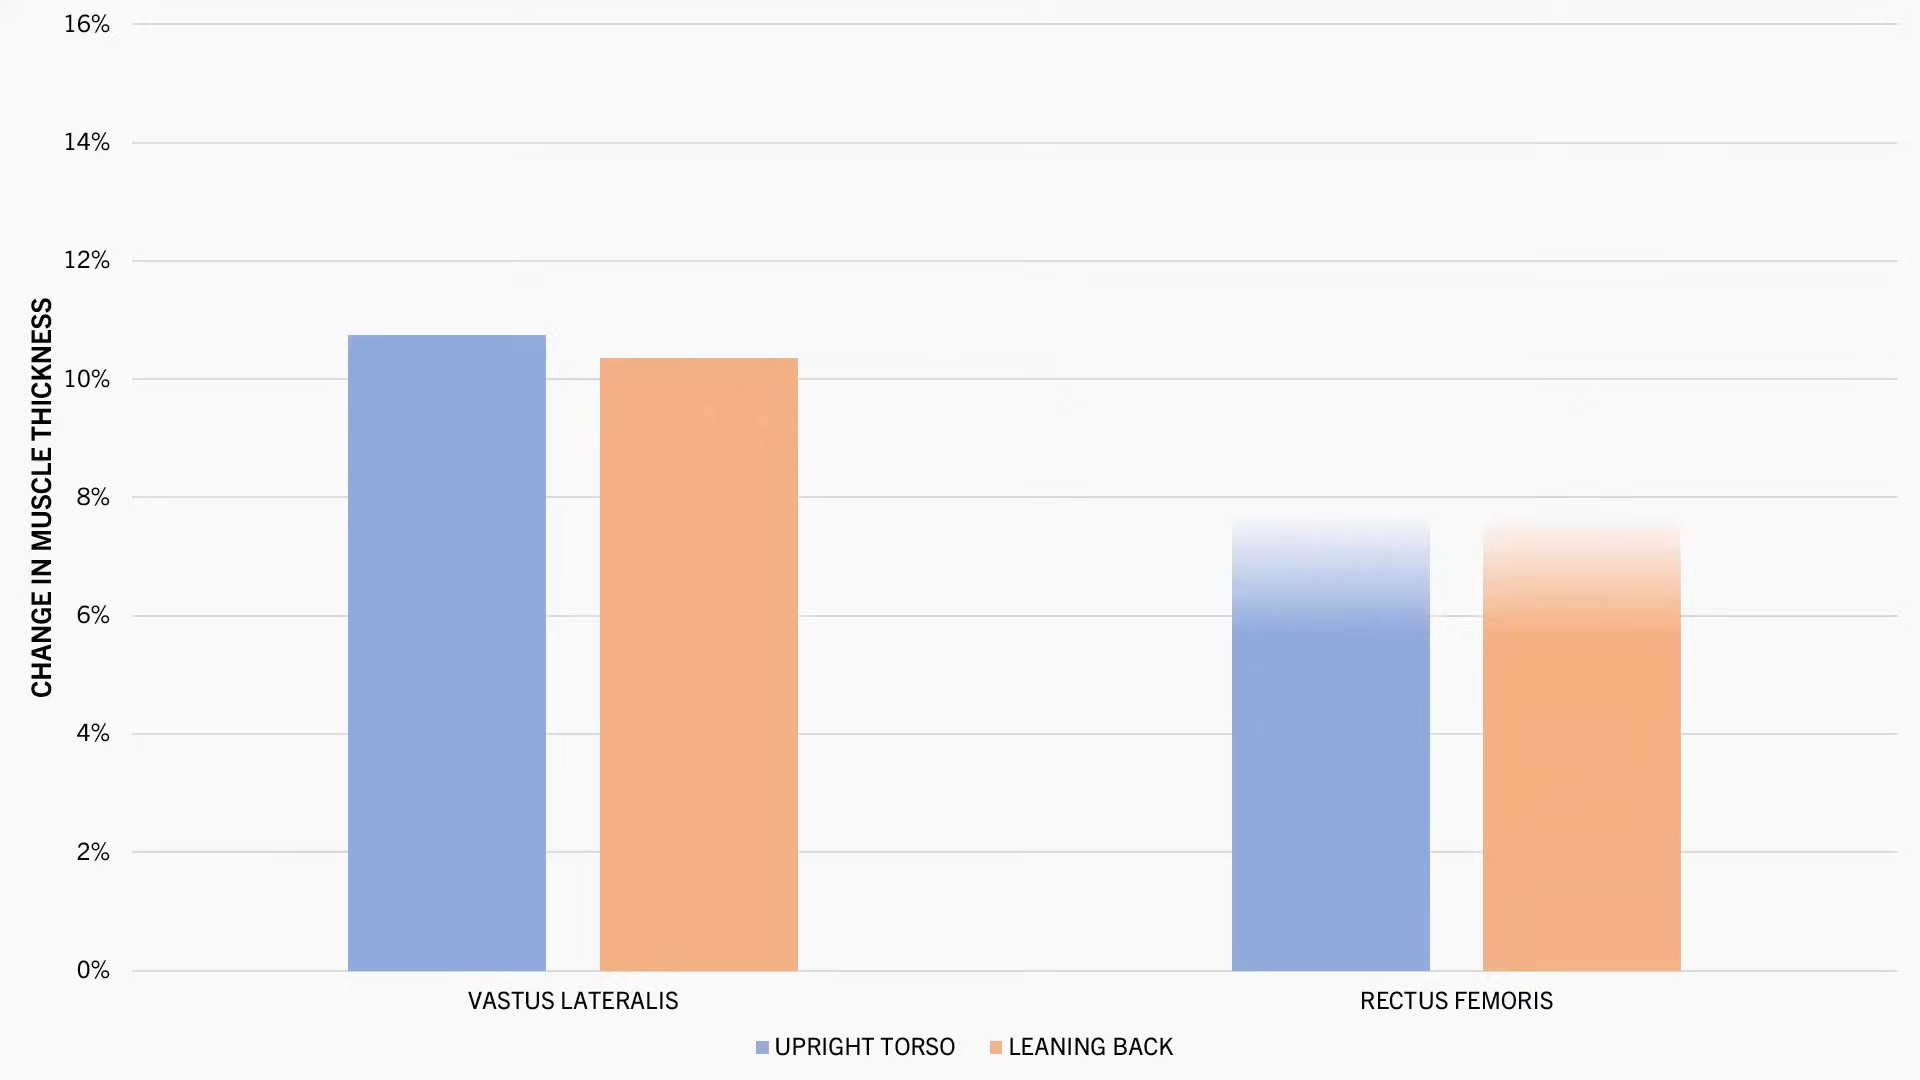 16%
14%
12%
10%
8%
6%
4%
2%
0%
CHANGE IN MUSCLE THICKNESS
VASTUS LATERALIS
RECTUS FEMORIS
UPRIGHT TORSO
LEANING BACK